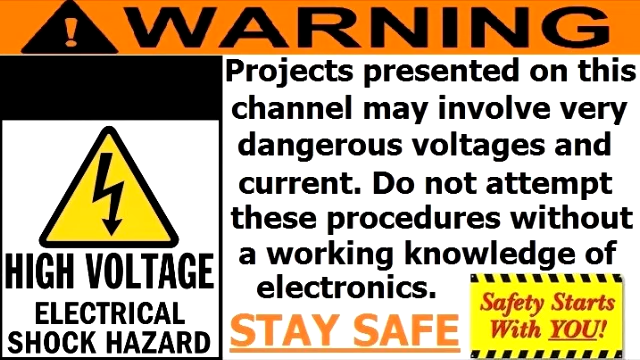 WARNING
Projects presented on this
channel may involve very
dangerous voltages and
current. Do not attempt
these procedures without
a working knowledge of
electronics.
HIGH VOLTAGE
ELECTRICAL
SHOCK HAZARD
STAY SAFE
Safety Starts
With YOU!